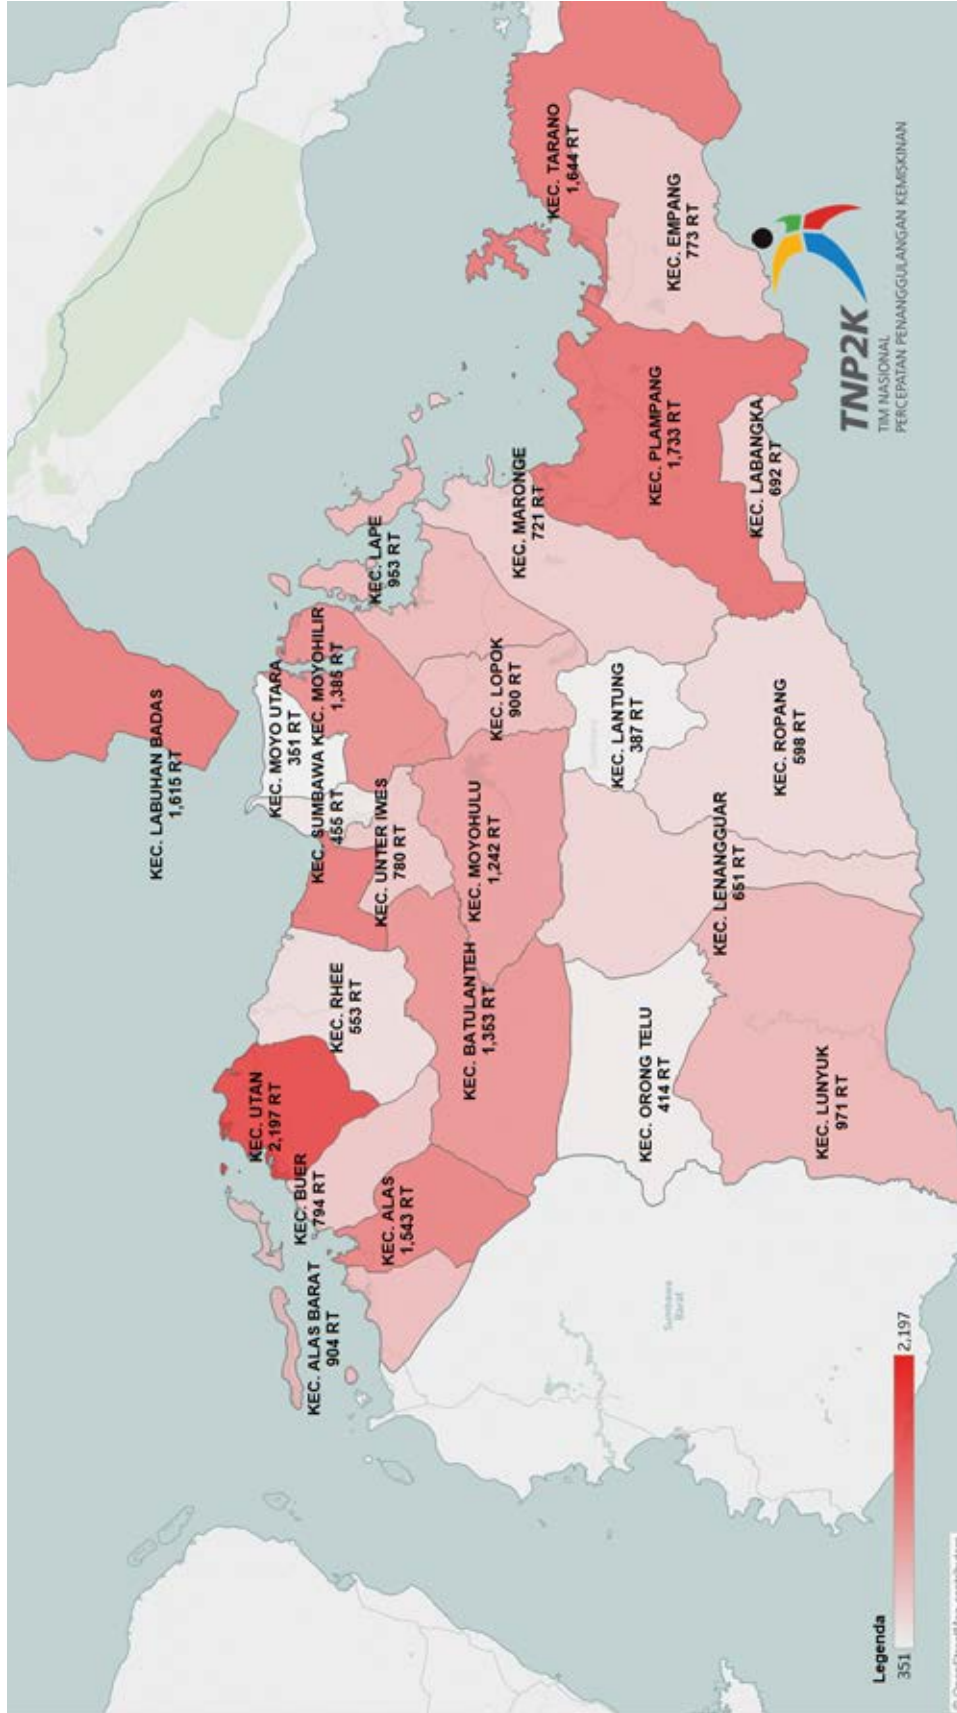 KEC. LABUHAN BADAS
1,615 RT
KEC. UTAN
2,197 RT
KEC. MOYO UTARA
351 RT
KEC. BUER
794 RT
KEC. ALAS BARAT
904 RT
KEC. SUMBAWA
455 RT
KEC. MOYOHILIR
1,385 RT
KEC. RHEE
553 RT
KEC. UNTER IWES
780 RT
KEC. LAPE
953 RT
KEC. ALAS
1,543 RT
KEC. BATULANTEH
1,353 RT
KEC. MOYOHULU
1,242 RT
KEC. LOPOK
900 RT
KEC. MARONGE
721 RT
KEC. TARANO
1,644 RT
KEC. ORONG TELU
414 RT
KEC. LANTUNG
387 RT
KEC. PLAMPANG
1,733 RT
KEC. EMPANG
773 RT
Sumbawa
Barat
KEC. LENANGGUAR
651 RT
KEC. ROPANG
598 RT
KEC. LABANGKA
692 RT
KEC. LUNYUK
971 RT
TNP2K
TIM NASIONAL
PERCEPATAN PENANGGULANGAN KEMISKINAN
Legenda
351
2,197